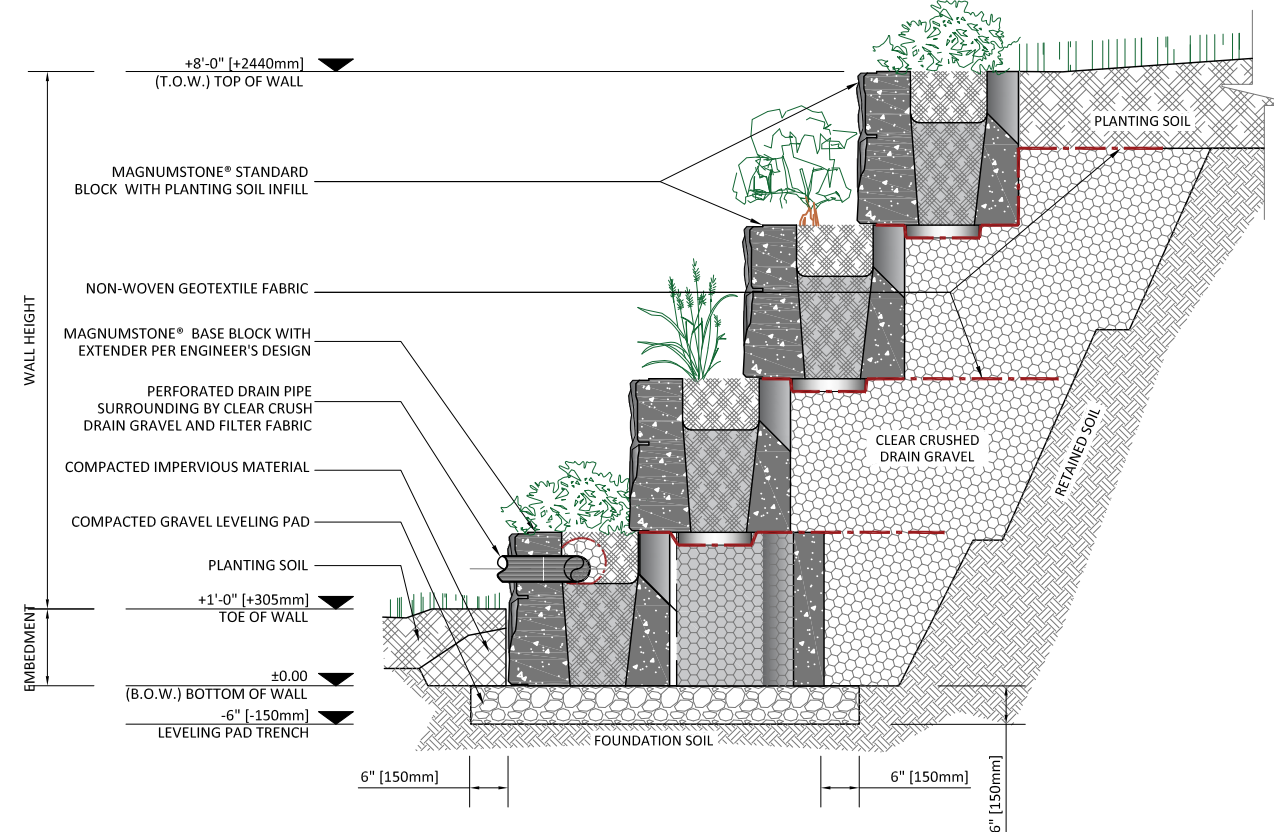 +8'-0" [+2440mm]
(T.O.W.) TOP OF WALL
MAGNUMSTONE® STANDARD
BLOCK WITH PLANTING SOIL INFILL
NON-WOVEN GEOTEXTILE FABRIC
MAGNUMSTONE® BASE BLOCK WITH
EXTENDER PER ENGINEER'S DESIGN
PERFORATED DRAIN PIPE
SURROUNDING BY CLEAR CRUSH
DRAIN GRAVEL AND FILTER FABRIC
COMPACTED IMPERVIOUS MATERIAL
COMPACTED GRAVEL LEVELING PAD
PLANTING SOIL
+1'-0" [+305mm]
TOE OF WALL
±0.00
(B.O.W.) BOTTOM OF WALL
-6" [-150mm]
LEVELING PAD TRENCH
WALL HEIGHT
EMBEDMENT
PLANTING SOIL
CLEAR CRUSHED
DRAIN GRAVEL
RETAINED SOIL
FOUNDATION SOIL
6" [150mm]
6" [150mm]
6" [150mm]